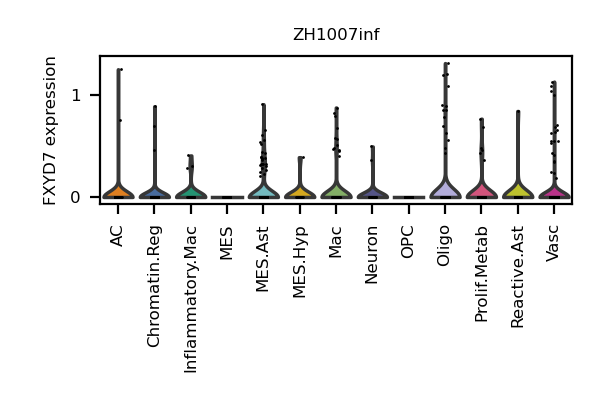 ZH1007inf
FXYD7 expression
1
0
AC
Chromatin.Reg
Inflammatory.Mac
MES
MES.Ast
MES.Hyp
Mac
Neuron
OPC
Oligo
Prolif.Metab
Reactive.Ast
Vasc